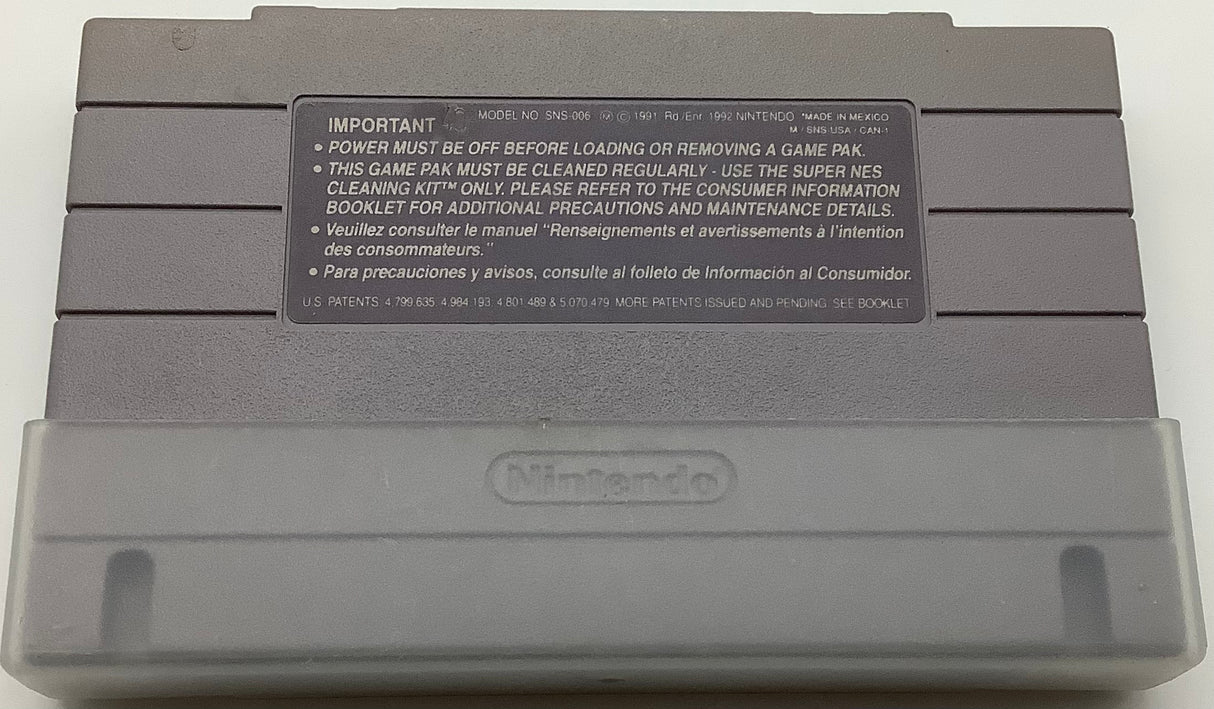 IMPORTANT MODEL NO. SNS-006 Ⓜ © 1991 Rd./Enr. 1992 NINTENDO *MADE IN MEXICO
M / SNS USA / CAN-1
• POWER MUST BE OFF BEFORE LOADING OR REMOVING A GAME PAK.
• THIS GAME PAK MUST BE CLEANED REGULARLY - USE THE SUPER NES
CLEANING KIT™ ONLY. PLEASE REFER TO THE CONSUMER INFORMATION
BOOKLET FOR ADDITIONAL PRECAUTIONS AND MAINTENANCE DETAILS.
• Veuillez consulter le manuel "Renseignements et avertissements à l'intention
des consommateurs."
• Para precauciones y avisos, consulte al folleto de Información al Consumidor.
U.S. PATENTS: 4,799,635; 4,984,193; 4,801,489 & 5,070,479. MORE PATENTS ISSUED AND PENDING. SEE BOOKLET
Nintendo